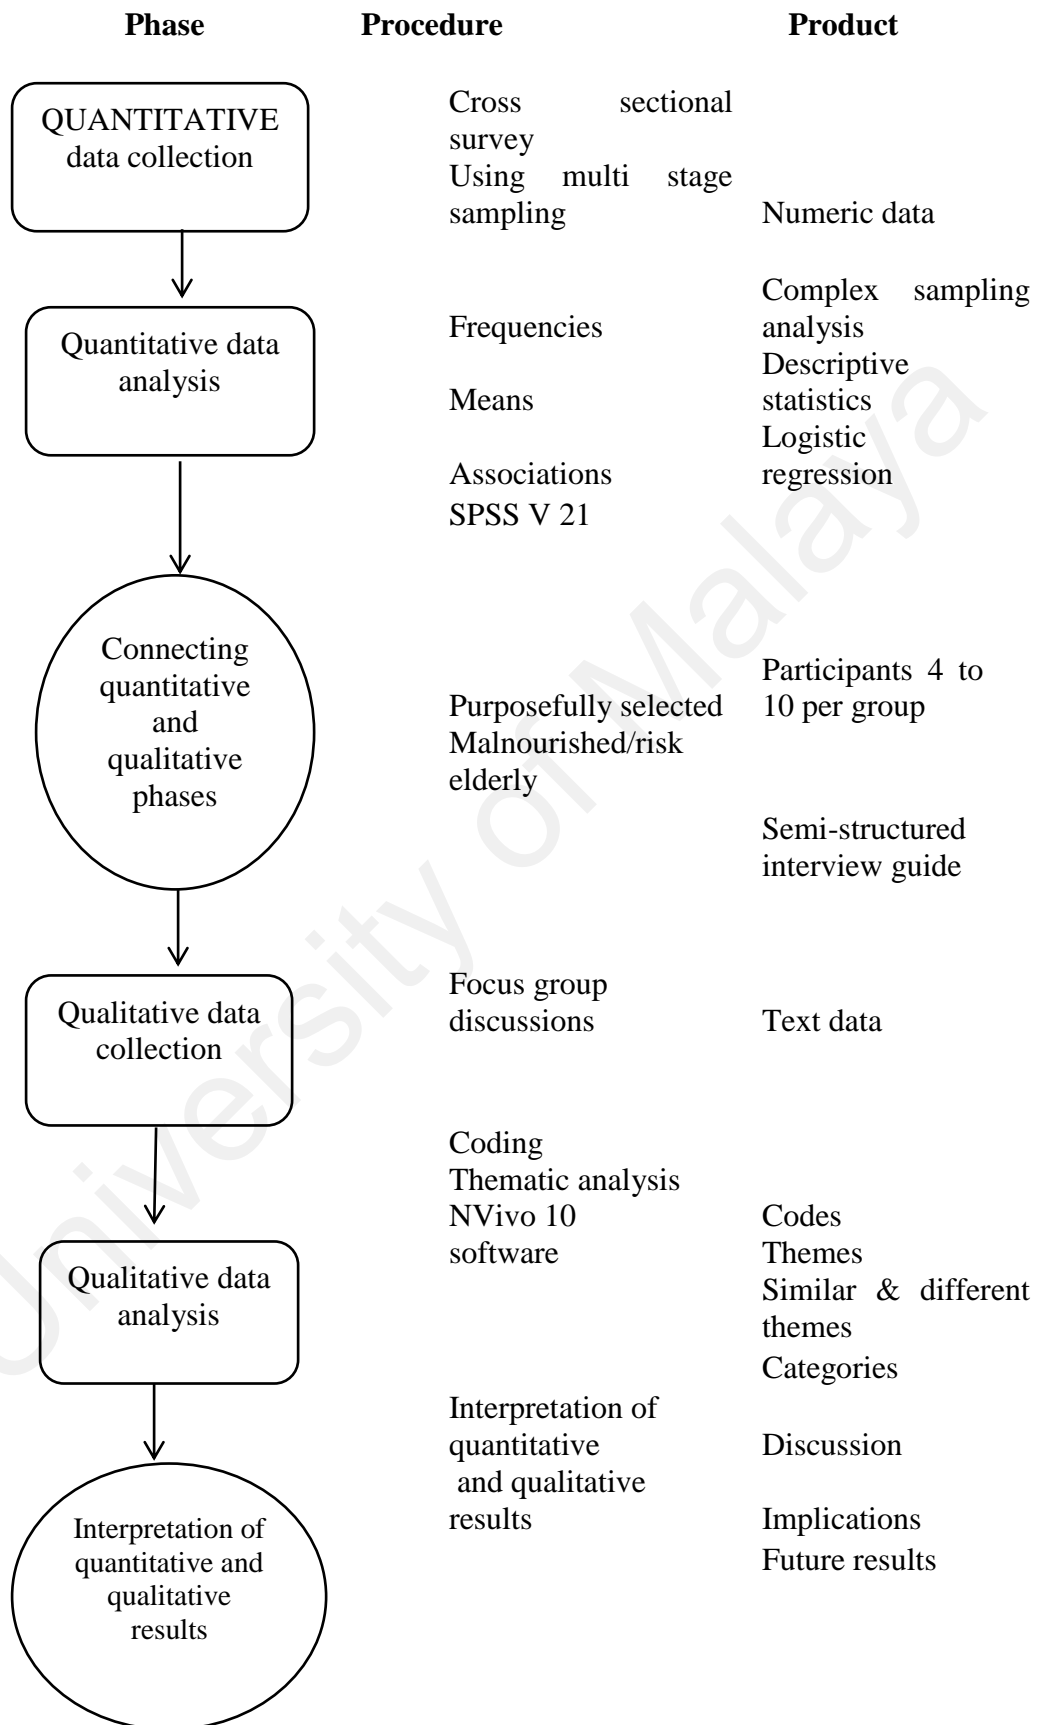 Phase Procedure Product
QUANTITATIVE
data collection
Cross sectional
survey
Using multi stage
sampling
Numeric data
Quantitative data
analysis
Frequencies
Means
Associations
SPSS V 21
Complex sampling
analysis
Descriptive
statistics
Logistic
regression
Connecting
quantitative
and
qualitative
phases
Purposefully selected
Malnourished/risk
elderly
Participants 4 to
10 per group
Semi-structured
interview guide
Qualitative data
collection
Focus group
discussions
Text data
Qualitative data
analysis
Coding
Thematic analysis
NVivo 10
software
Codes
Themes
Similar & different
themes
Categories
Interpretation of
quantitative and
qualitative
results
Interpretation of
quantitative
and qualitative
results
Discussion
Implications
Future results
University of Malaya